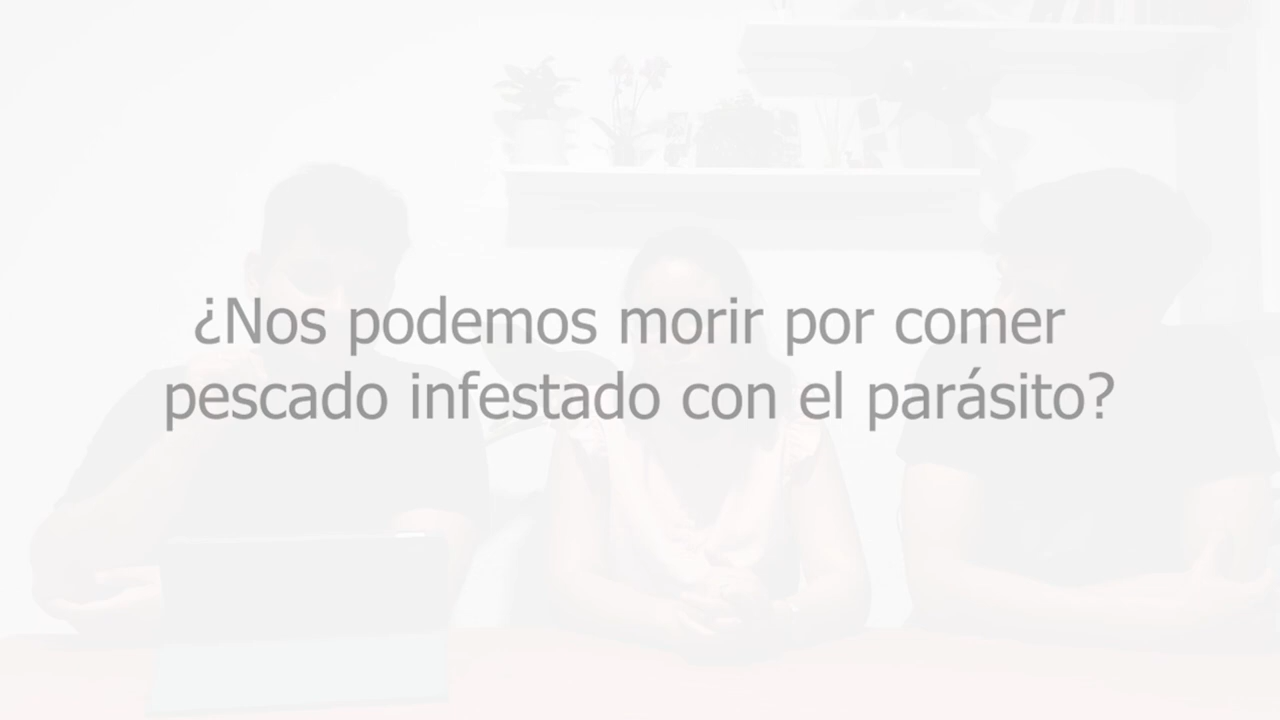 ¿Nos podemos morir por comer
pescado infestado con el parásito?